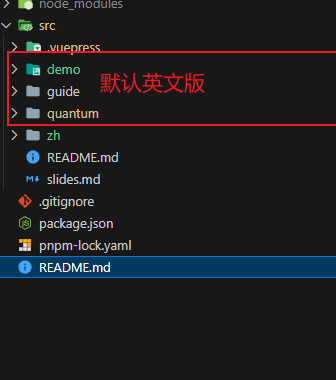 node_modules
src
.vuepress
demo
默认英文版
guide
quantum
zh
README.md
slides.md
.gitignore
package.json
pnpm-lock.yaml
README.md